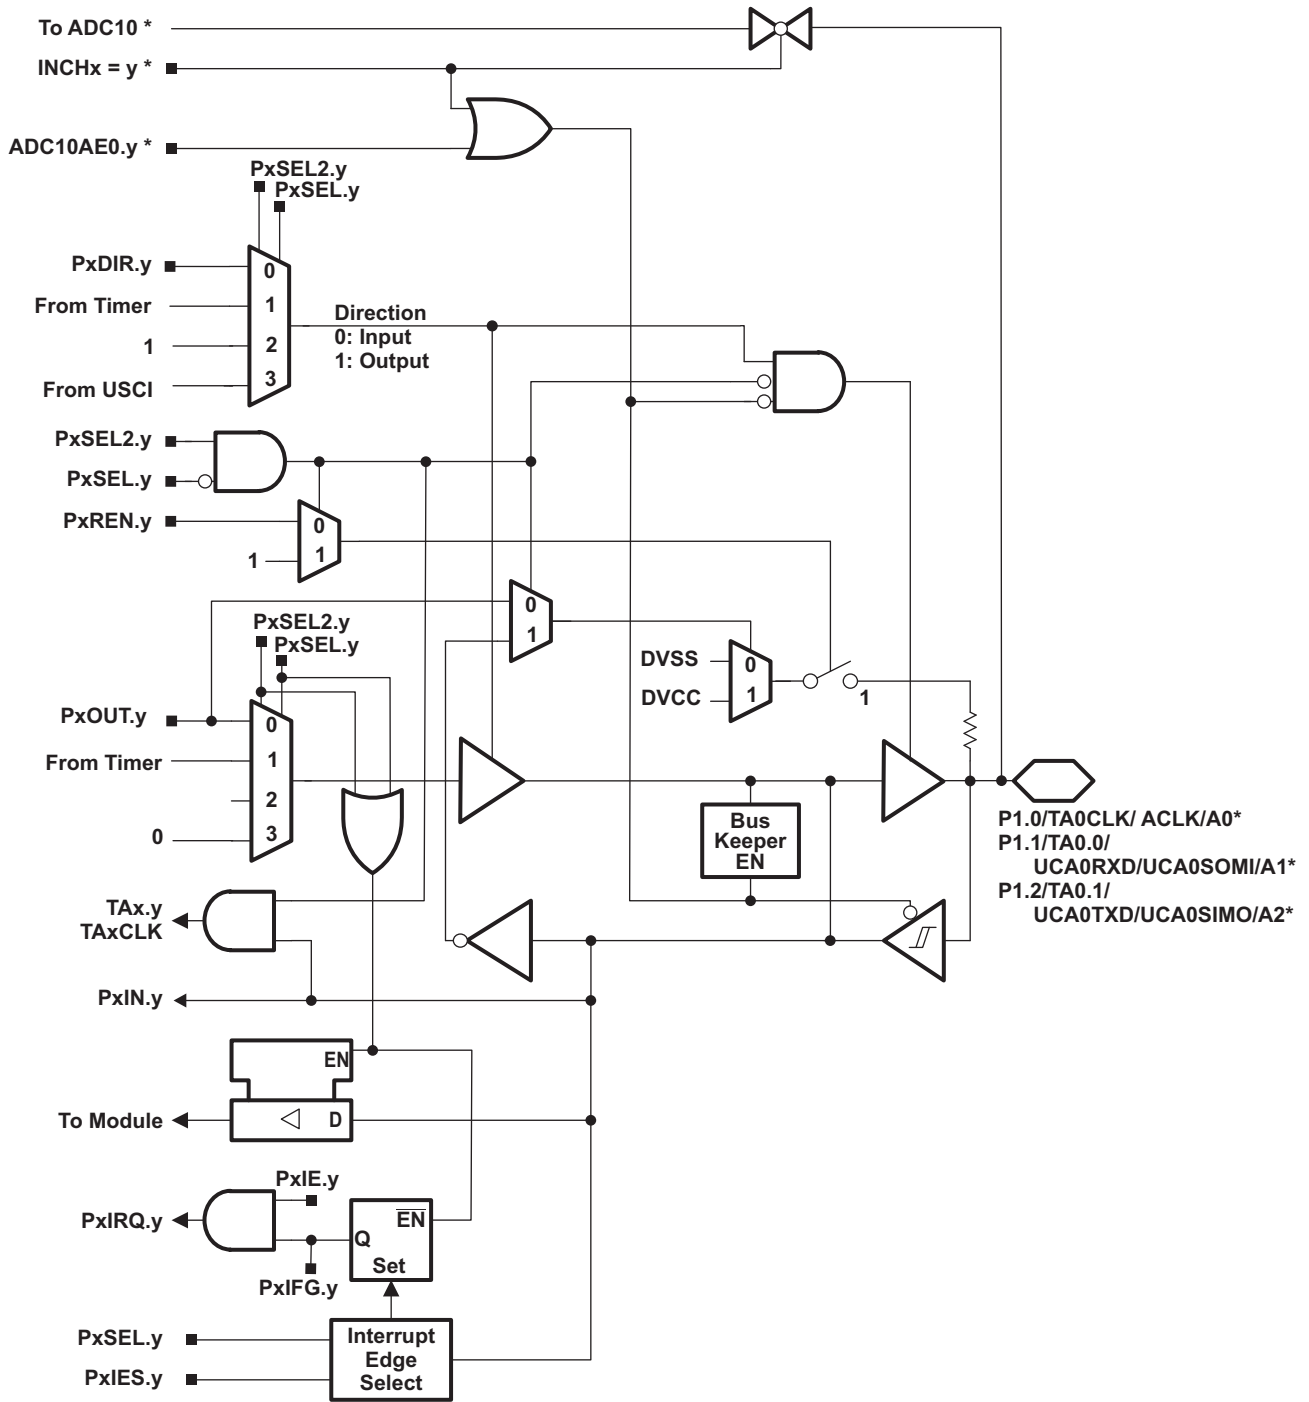 To ADC10 *
INCHx = y *
ADC10AE0.y *
PxSEL2.y
PxSEL.y
PxDIR.y
0
From Timer
1
1
2
From USCI
3
Direction
0: Input
1: Output
PxSEL2.y
PxSEL.y
PxREN.y
0
1
1
0
1
PxSEL2.y
PxSEL.y
DVSS
0
DVCC
1
1
PxOUT.y
0
From Timer
1
2
0
3
Bus
Keeper
EN
P1.0/TA0CLK/ ACLK/A0*
P1.1/TA0.0/
UCA0RXD/UCA0SOMI/A1*
P1.2/TA0.1/
UCA0TXD/UCA0SIMO/A2*
TAx.y
TAxCLK
PxIN.y
EN
To Module
D
PxIE.y
PxIRQ.y
EN
Q
Set
PxIFG.y
PxSEL.y
PxIES.y
Interrupt
Edge
Select